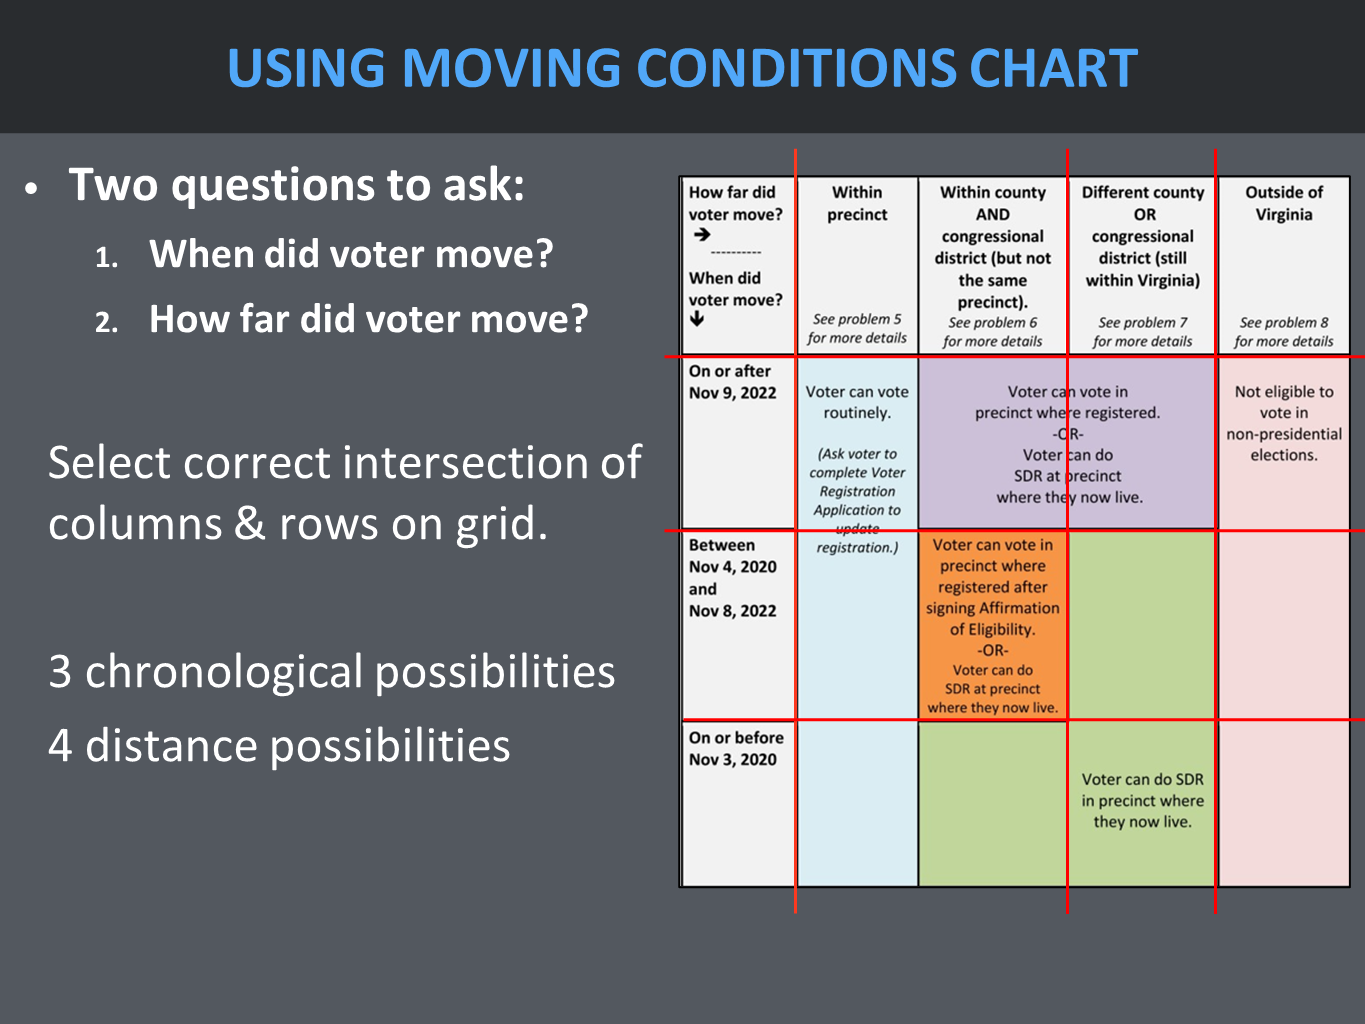 USING MOVING CONDITIONS CHART
• Two questions to ask:
1. When did voter move?
2. How far did voter move?
Select correct intersection of
columns & rows on grid.
3 chronological possibilities
4 distance possibilities
How far did
voter move?
➔
----------
When did
voter move?
🡻
Within
precinct
See problem 5
for more details
Within county
AND
congressional
district (but not
the same
precinct).
See problem 6
for more details
Different county
OR
congressional
district (still
within Virginia)
See problem 7
for more details
Outside of
Virginia
See problem 8
for more details
On or after
Nov 9, 2022
Voter can vote
routinely.
(Ask voter to
complete Voter
Registration
Application to
update
registration.)
Voter can vote in
precinct where registered.
-OR-
Voter can do
SDR at precinct
where they now live.
Not eligible to
vote in
non-presidential
elections.
Between
Nov 4, 2020
and
Nov 8, 2022
Voter can vote in
precinct where
registered after
signing Affirmation
of Eligibility.
-OR-
Voter can do
SDR at precinct
where they now live.
On or before
Nov 3, 2020
Voter can do SDR
in precinct where
they now live.